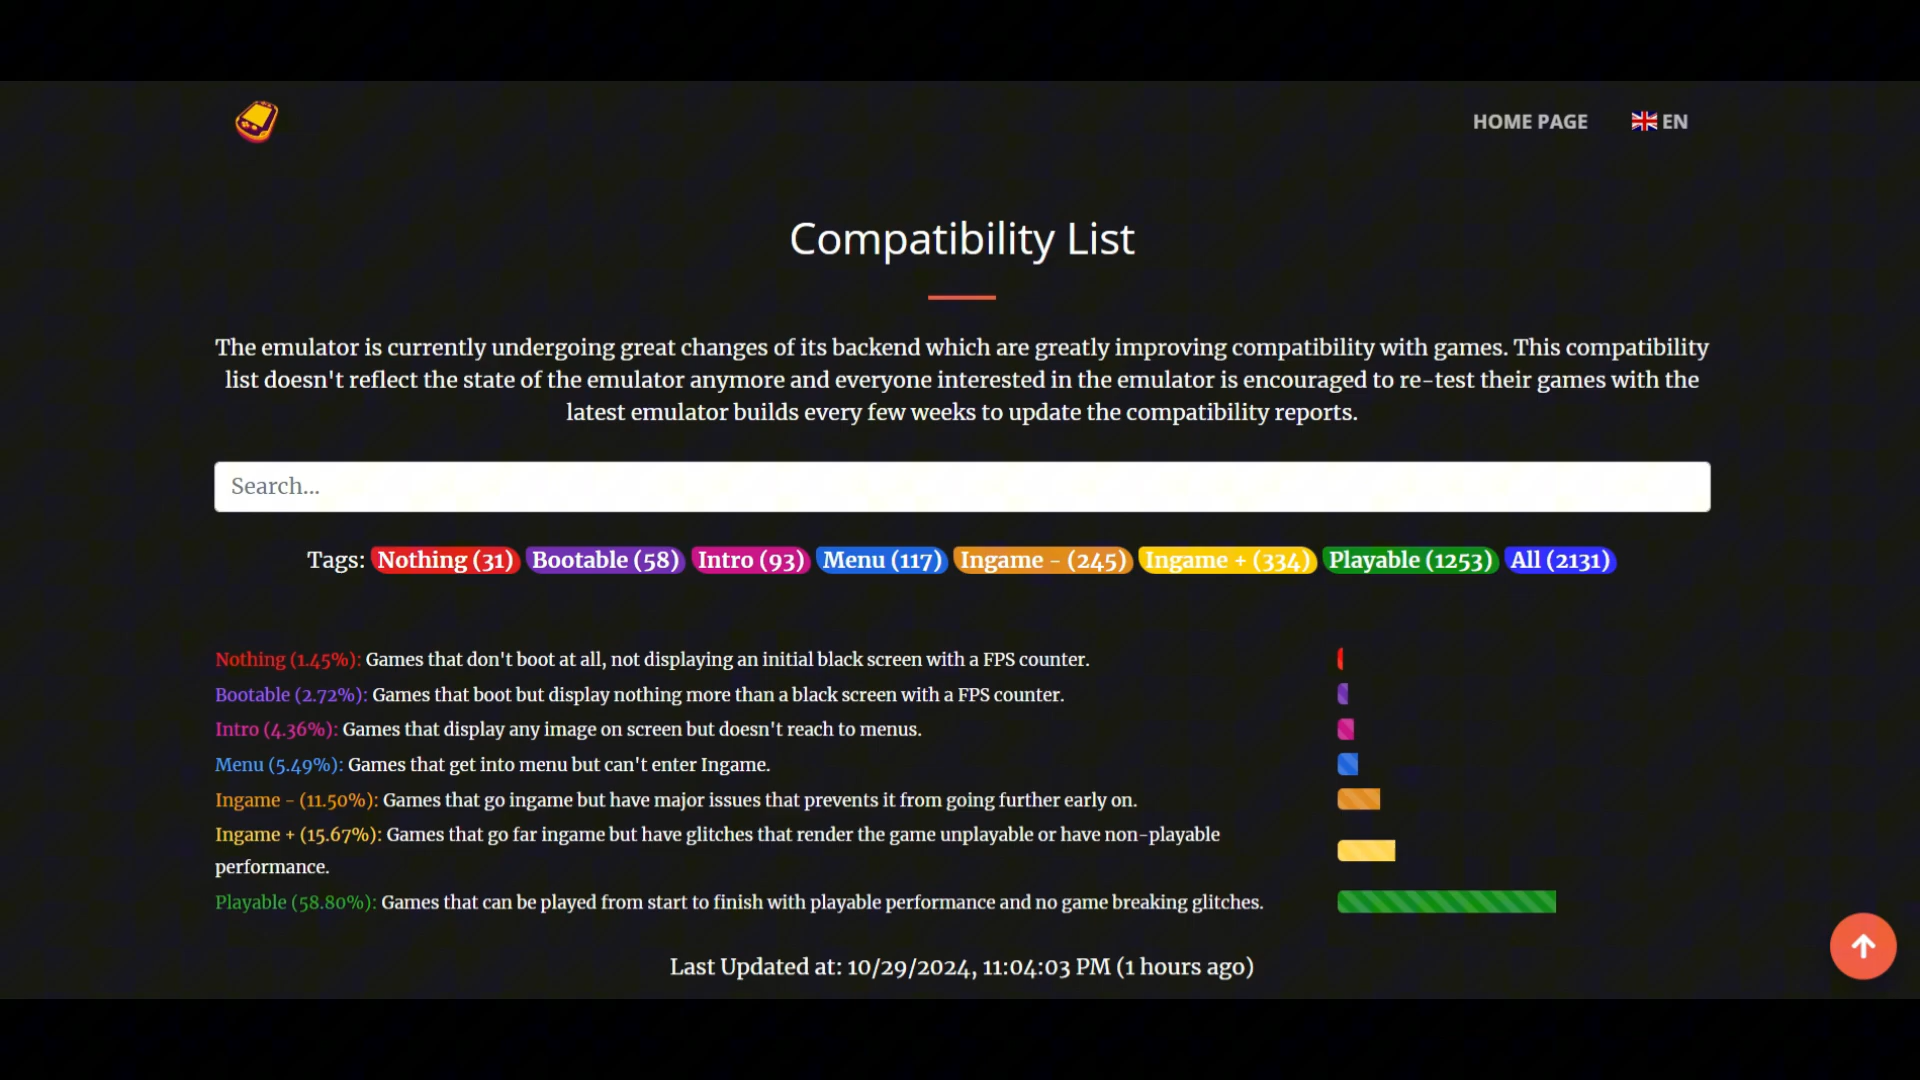 HOME PAGE EN
Compatibility List
The emulator is currently undergoing great changes of its backend which are greatly improving compatibility with games. This compatibility
list doesn't reflect the state of the emulator anymore and everyone interested in the emulator is encouraged to re-test their games with the
latest emulator builds every few weeks to update the compatibility reports.
Search...
Tags: Nothing (31) Bootable (58) Intro (93) Menu (117) Ingame - (245) Ingame + (334) Playable (1253) All (2131)
Nothing (1.45%): Games that don't boot at all, not displaying an initial black screen with a FPS counter.
Bootable (2.72%): Games that boot but display nothing more than a black screen with a FPS counter.
Intro (4.36%): Games that display any image on screen but doesn't reach to menus.
Menu (5.49%): Games that get into menu but can't enter Ingame.
Ingame - (11.50%): Games that go ingame but have major issues that prevents it from going further early on.
Ingame + (15.67%): Games that go far ingame but have glitches that render the game unplayable or have non-playable
performance.
Playable (58.80%): Games that can be played from start to finish with playable performance and no game breaking glitches.
Last Updated at: 10/29/2024, 11:04:03 PM (1 hours ago)